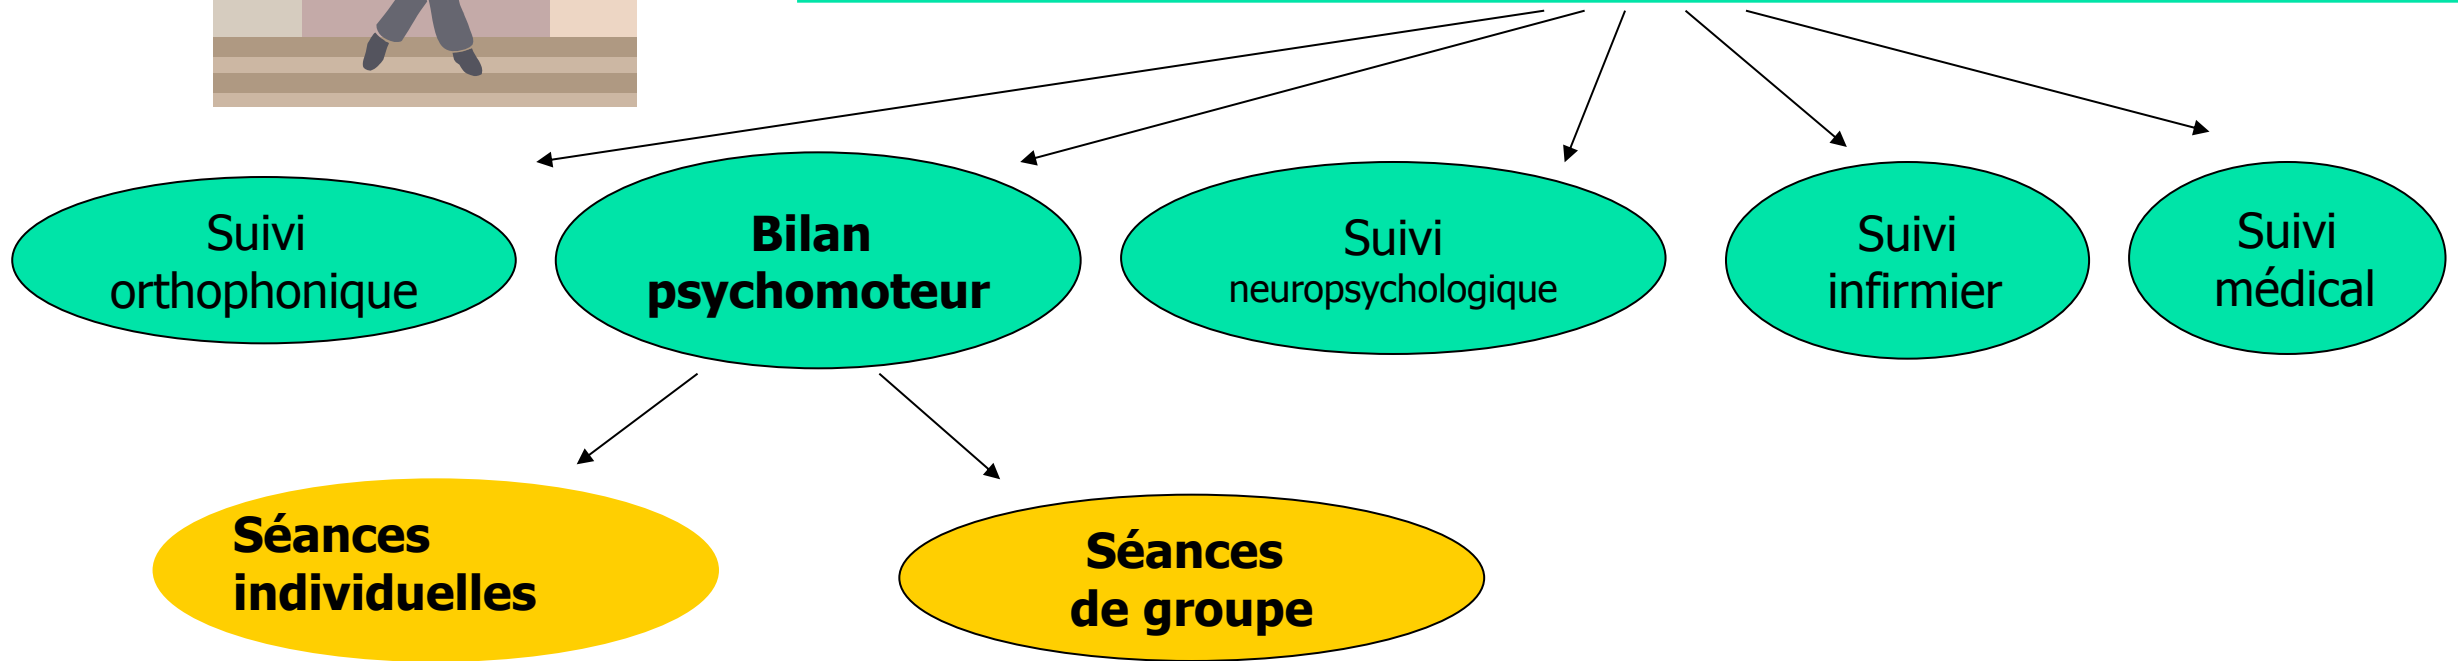 Suivi
orthophonique
Bilan
psychomoteur
Suivi
neuropsychologique
Suivi
infirmier
Suivi
médical
Séances
individuelles
Séances
de groupe